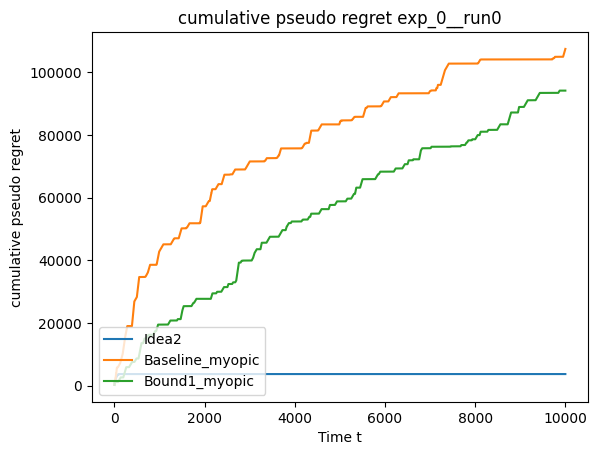 cumulative pseudo regret exp_0__run0
cumulative pseudo regret
100000
80000
60000
40000
20000
0
Idea2
Baseline_myopic
Bound1_myopic
0
2000
4000
6000
8000
10000
Time t